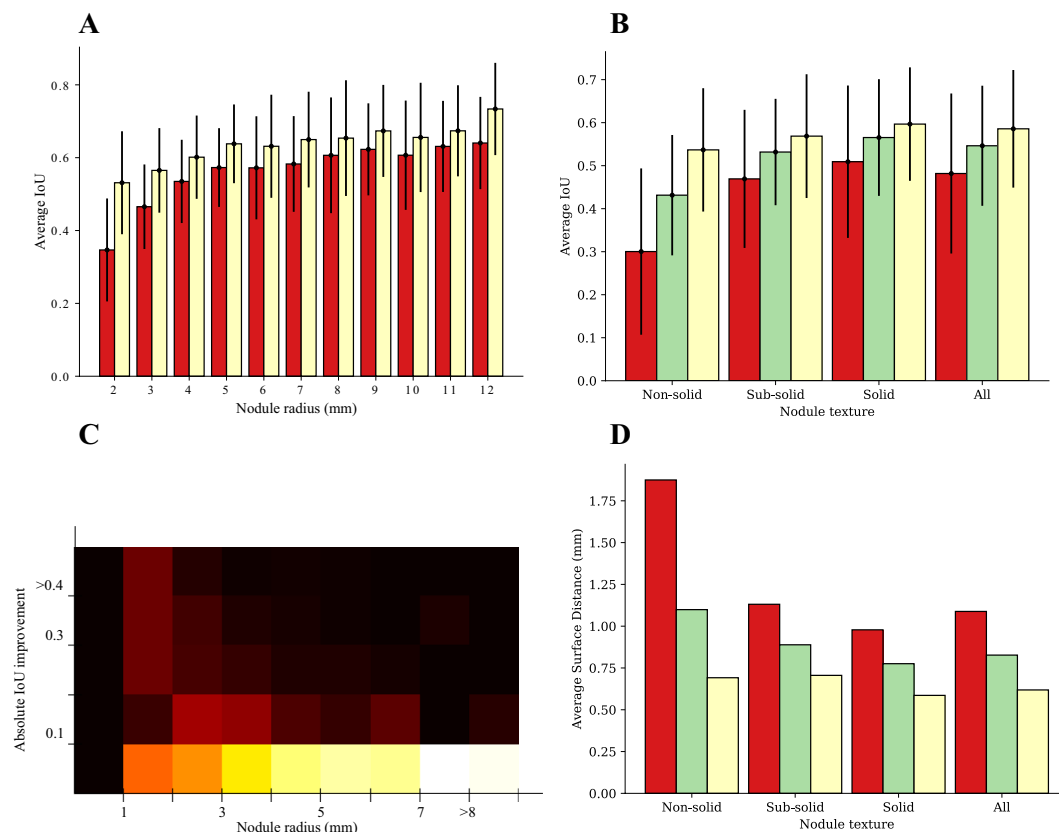 A
Average IoU
0.8
0.6
0.4
0.2
0.0
2 3 4 5 6 7 8 9 10 11 12
Nodule radius (mm)
B
Average IoU
0.7
0.6
0.5
0.4
0.3
0.2
0.1
0.0
Non-solid Sub-solid Solid All
Nodule texture
C
Absolute IoU improvement
>0.4
0.3
0.1
1 3 5 7 >8
Nodule radius (mm)
D
Average Surface Distance (mm)
1.75
1.50
1.25
1.00
0.75
0.50
0.25
0.00
Non-solid Sub-solid Solid All
Nodule texture